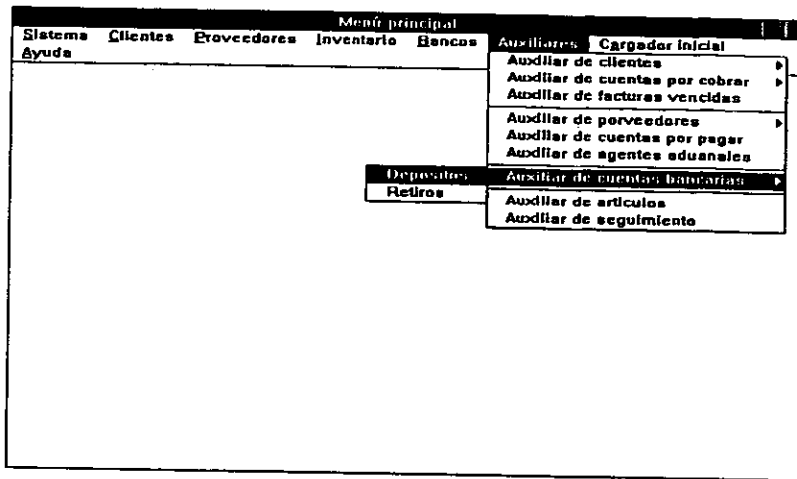 Menú principal
Sistema Clientes Proveedores Inventario Bancos Auxiliares Cargador inicial
Ayuda
Auxiliar de clientes
Auxiliar de cuentas por cobrar
Auxiliar de facturas vencidas
Auxiliar de porveedores
Auxiliar de cuentas por pagar
Auxiliar de agentes aduanales
Auxiliar de cuentas bancarias
Depositos
Retiros
Auxiliar de articulos
Auxiliar de seguimiento